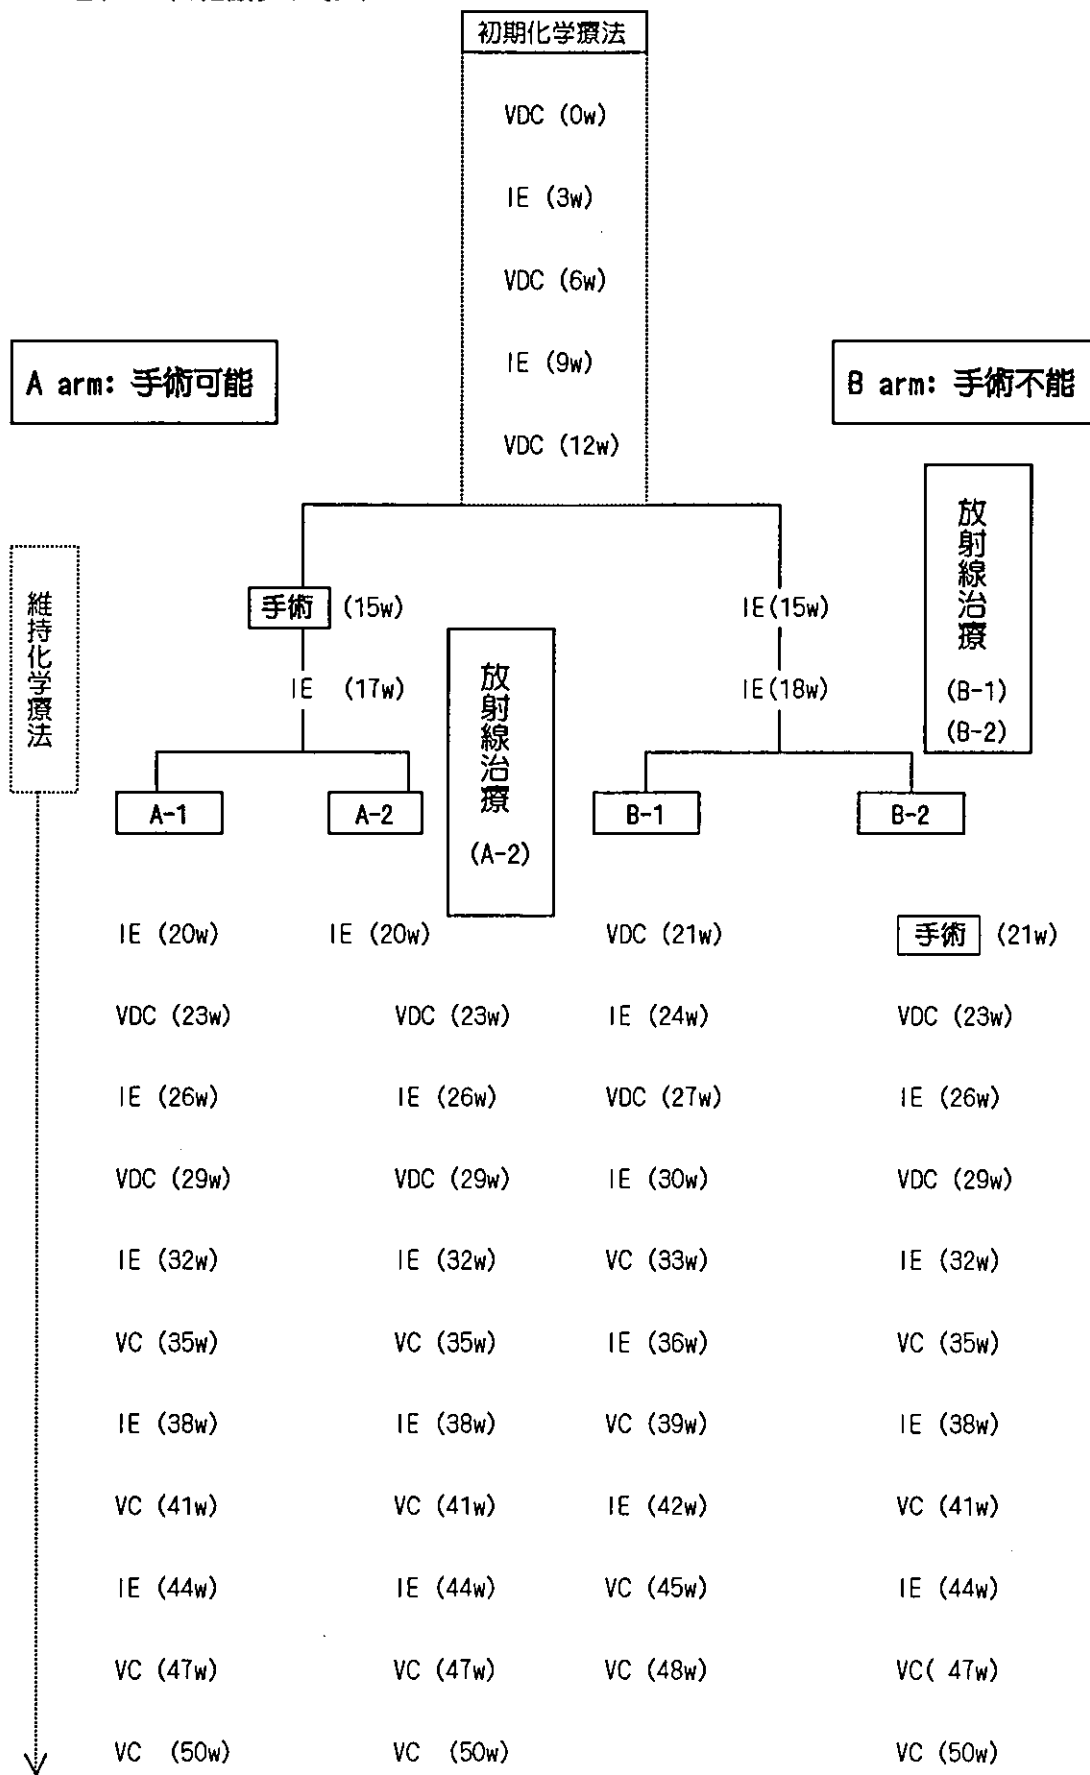 初期化学療法
VDC (0w)
IE (3w)
VDC (6w)
IE (9w)
VDC (12w)
A arm: 手術可能
B arm: 手術不能
維持化学療法
手術 (15w)
IE (17w)
放射線治療
(A-2)
IE(15w)
IE(18w)
放射線治療
(B-1)
(B-2)
A-1 A-2 B-1 B-2
IE (20w) IE (20w) VDC (21w) 手術 (21w)
VDC (23w) VDC (23w) IE (24w) VDC (23w)
IE (26w) IE (26w) VDC (27w) IE (26w)
VDC (29w) VDC (29w) IE (30w) VDC (29w)
IE (32w) IE (32w) VC (33w) IE (32w)
VC (35w) VC (35w) IE (36w) VC (35w)
IE (38w) IE (38w) VC (39w) IE (38w)
VC (41w) VC (41w) IE (42w) VC (41w)
IE (44w) IE (44w) VC (45w) IE (44w)
VC (47w) VC (47w) VC (48w) VC( 47w)
VC (50w) VC (50w) VC (50w)